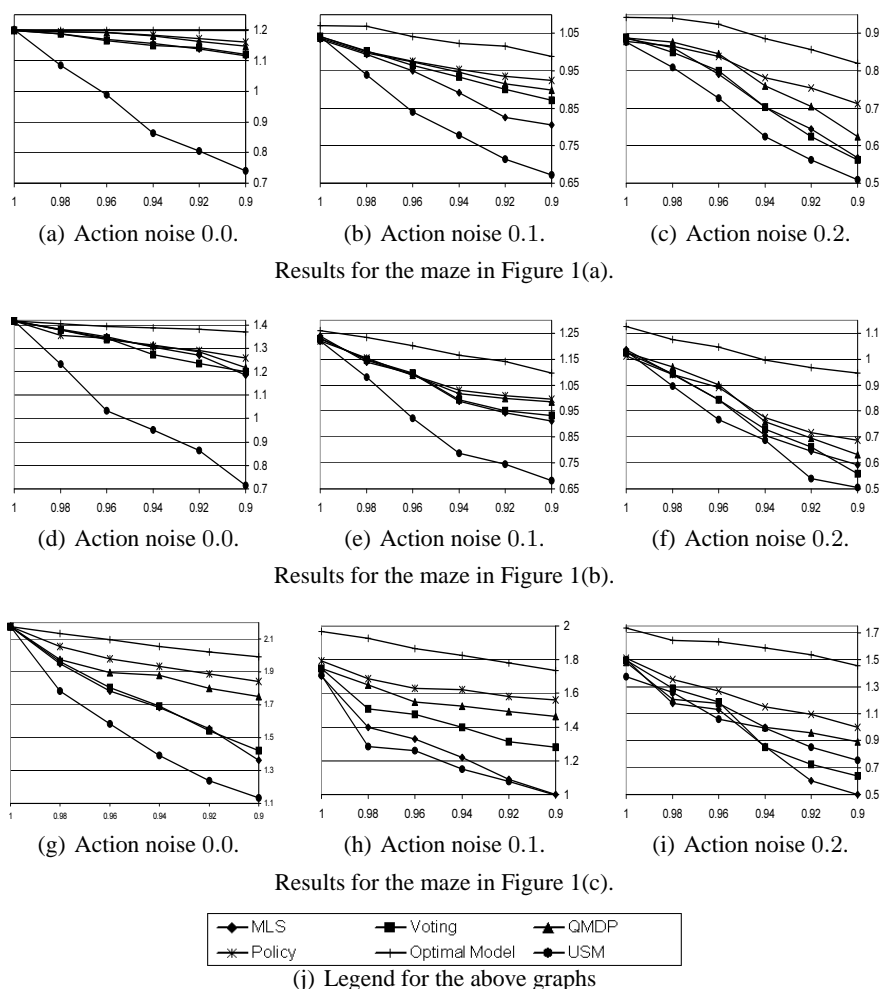 1.2
1.1
1
0.9
0.8
0.7
1 0.98 0.96 0.94 0.92 0.9
(a) Action noise 0.0.
1.05
0.95
0.85
0.75
0.65
1 0.98 0.96 0.94 0.92 0.9
(b) Action noise 0.1.
0.9
0.8
0.7
0.6
0.5
1 0.98 0.96 0.94 0.92 0.9
(c) Action noise 0.2.
Results for the maze in Figure 1(a).
1.4
1.3
1.2
1.1
1
0.9
0.8
0.7
1 0.98 0.96 0.94 0.92 0.9
(d) Action noise 0.0.
1.25
1.15
1.05
0.95
0.85
0.75
0.65
1 0.98 0.96 0.94 0.92 0.9
(e) Action noise 0.1.
1.1
1
0.9
0.8
0.7
0.6
0.5
1 0.98 0.96 0.94 0.92 0.9
(f) Action noise 0.2.
Results for the maze in Figure 1(b).
2.1
1.9
1.7
1.5
1.3
1.1
1 0.98 0.96 0.94 0.92 0.9
(g) Action noise 0.0.
2
1.8
1.6
1.4
1.2
1
1 0.98 0.96 0.94 0.92 0.9
(h) Action noise 0.1.
1.7
1.5
1.3
1.1
0.9
0.7
0.5
1 0.98 0.96 0.94 0.92 0.9
(i) Action noise 0.2.
Results for the maze in Figure 1(c).
MLS Voting QMDP
Policy Optimal Model USM
(j) Legend for the above graphs